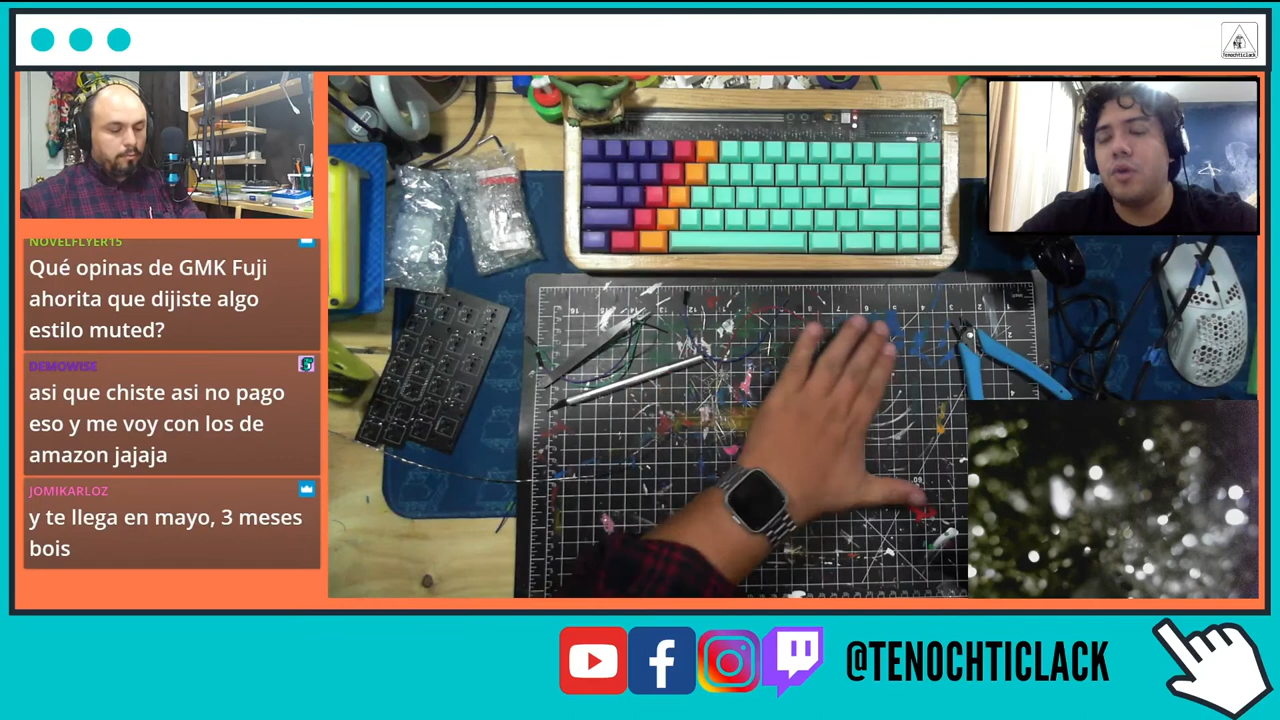 Tenochticlack
NOVELFLYER15
Qué opinas de GMK Fuji
ahorita que dijiste algo
estilo muted?
DEMOWISE
asi que chiste asi no pago
eso y me voy con los de
amazon jajaja
JOMIKARLOZ
y te llega en mayo, 3 meses
bois
@TENOCHTICLACK